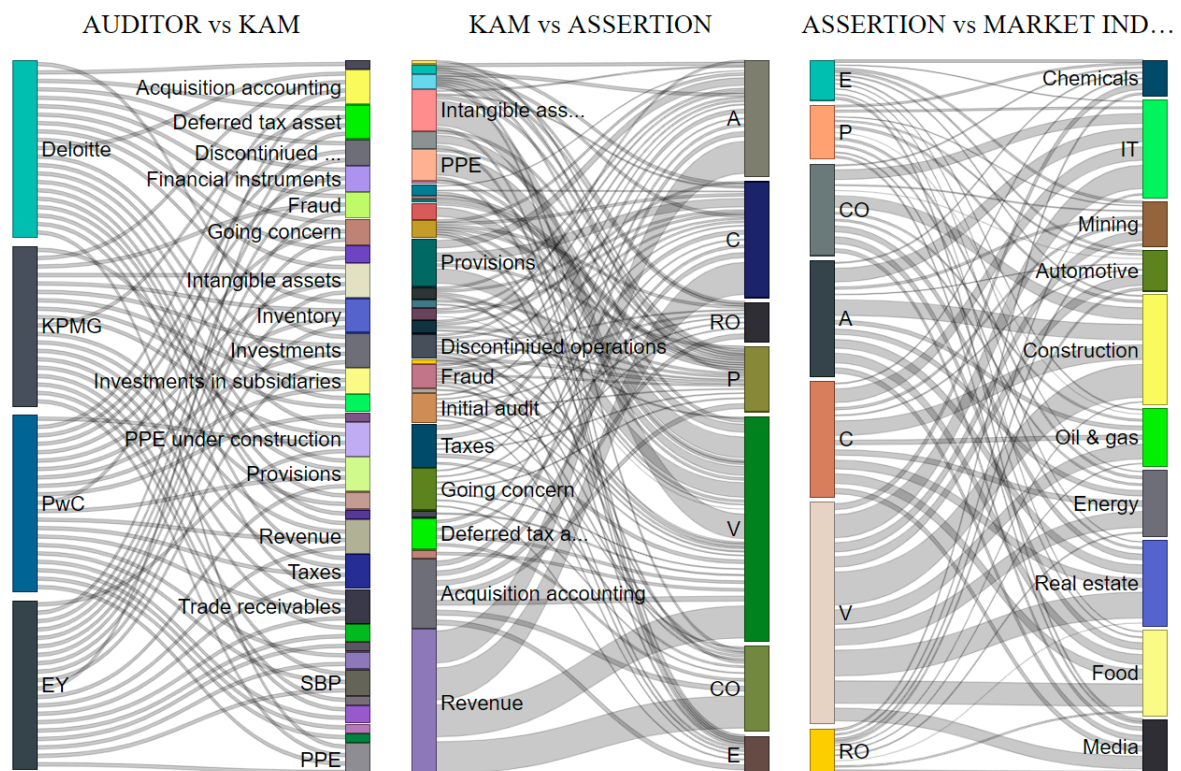 AUDITOR vs KAM
Deloitte
KPMG
PwC
EY
Acquisition accounting
Deferred tax asset
Discontiniued ...
Financial instruments
Fraud
Going concern
Intangible assets
Inventory
Investments
Investments in subsidiaries
PPE under construction
Provisions
Revenue
Taxes
Trade receivables
SBP
PPE
KAM vs ASSERTION
Intangible ass...
PPE
Provisions
Discontiniued operations
Fraud
Initial audit
Taxes
Going concern
Deferred tax a...
Acquisition accounting
Revenue
A
C
RO
P
V
CO
E
ASSERTION vs MARKET IND...
E
P
CO
A
C
V
RO
Chemicals
IT
Mining
Automotive
Construction
Oil & gas
Energy
Real estate
Food
Media